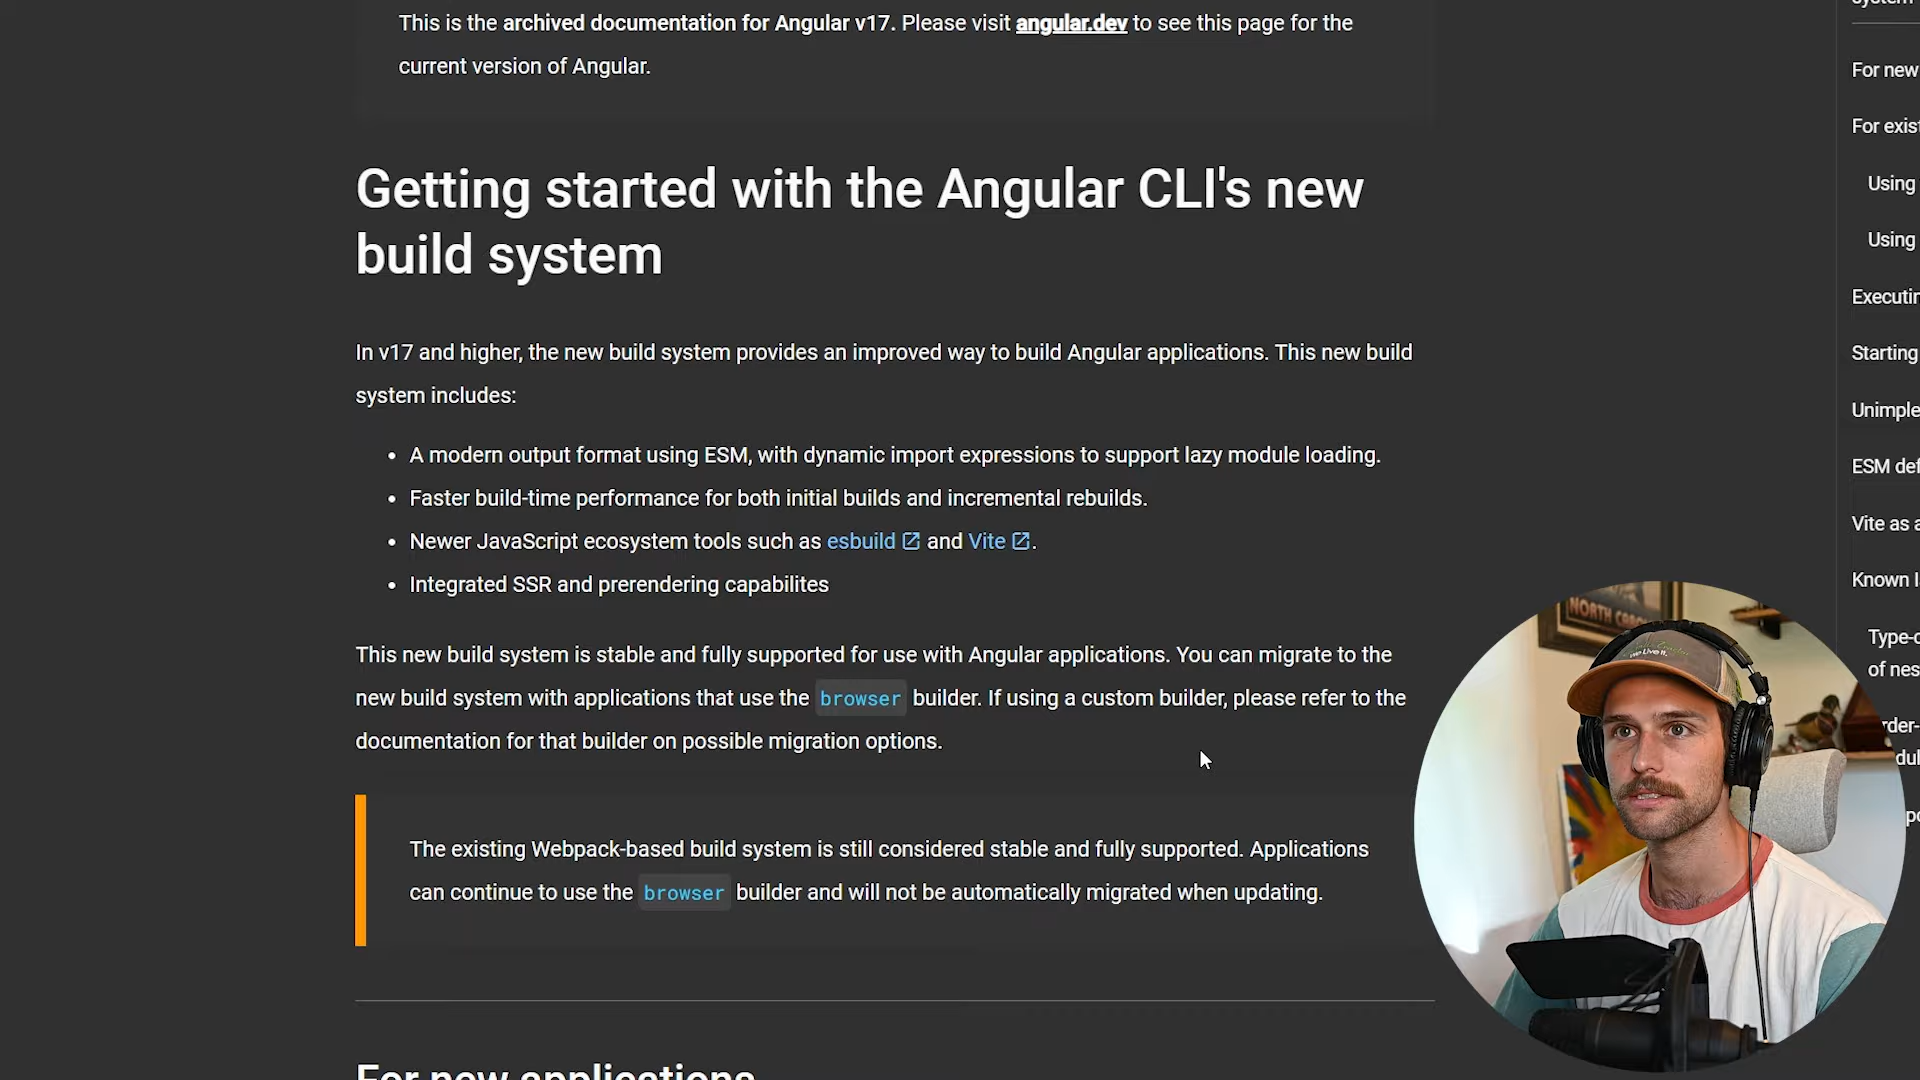 This is the archived documentation for Angular v17. Please visit angular.dev to see this page for the
current version of Angular.
Getting started with the Angular CLI's new
build system
In v17 and higher, the new build system provides an improved way to build Angular applications. This new build
system includes:
• A modern output format using ESM, with dynamic import expressions to support lazy module loading.
• Faster build-time performance for both initial builds and incremental rebuilds.
• Newer JavaScript ecosystem tools such as esbuild and Vite.
• Integrated SSR and prerendering capabilites
This new build system is stable and fully supported for use with Angular applications. You can migrate to the
new build system with applications that use the browser builder. If using a custom builder, please refer to the
documentation for that builder on possible migration options.
The existing Webpack-based build system is still considered stable and fully supported. Applications
can continue to use the browser builder and will not be automatically migrated when updating.
For new applications
system
For new
For exist
Using
Using
Executin
Starting
Unimple
ESM def
Vite as a
Known I
Type-c
of nes
rder-
dul
NORTH CARO
we Live It.